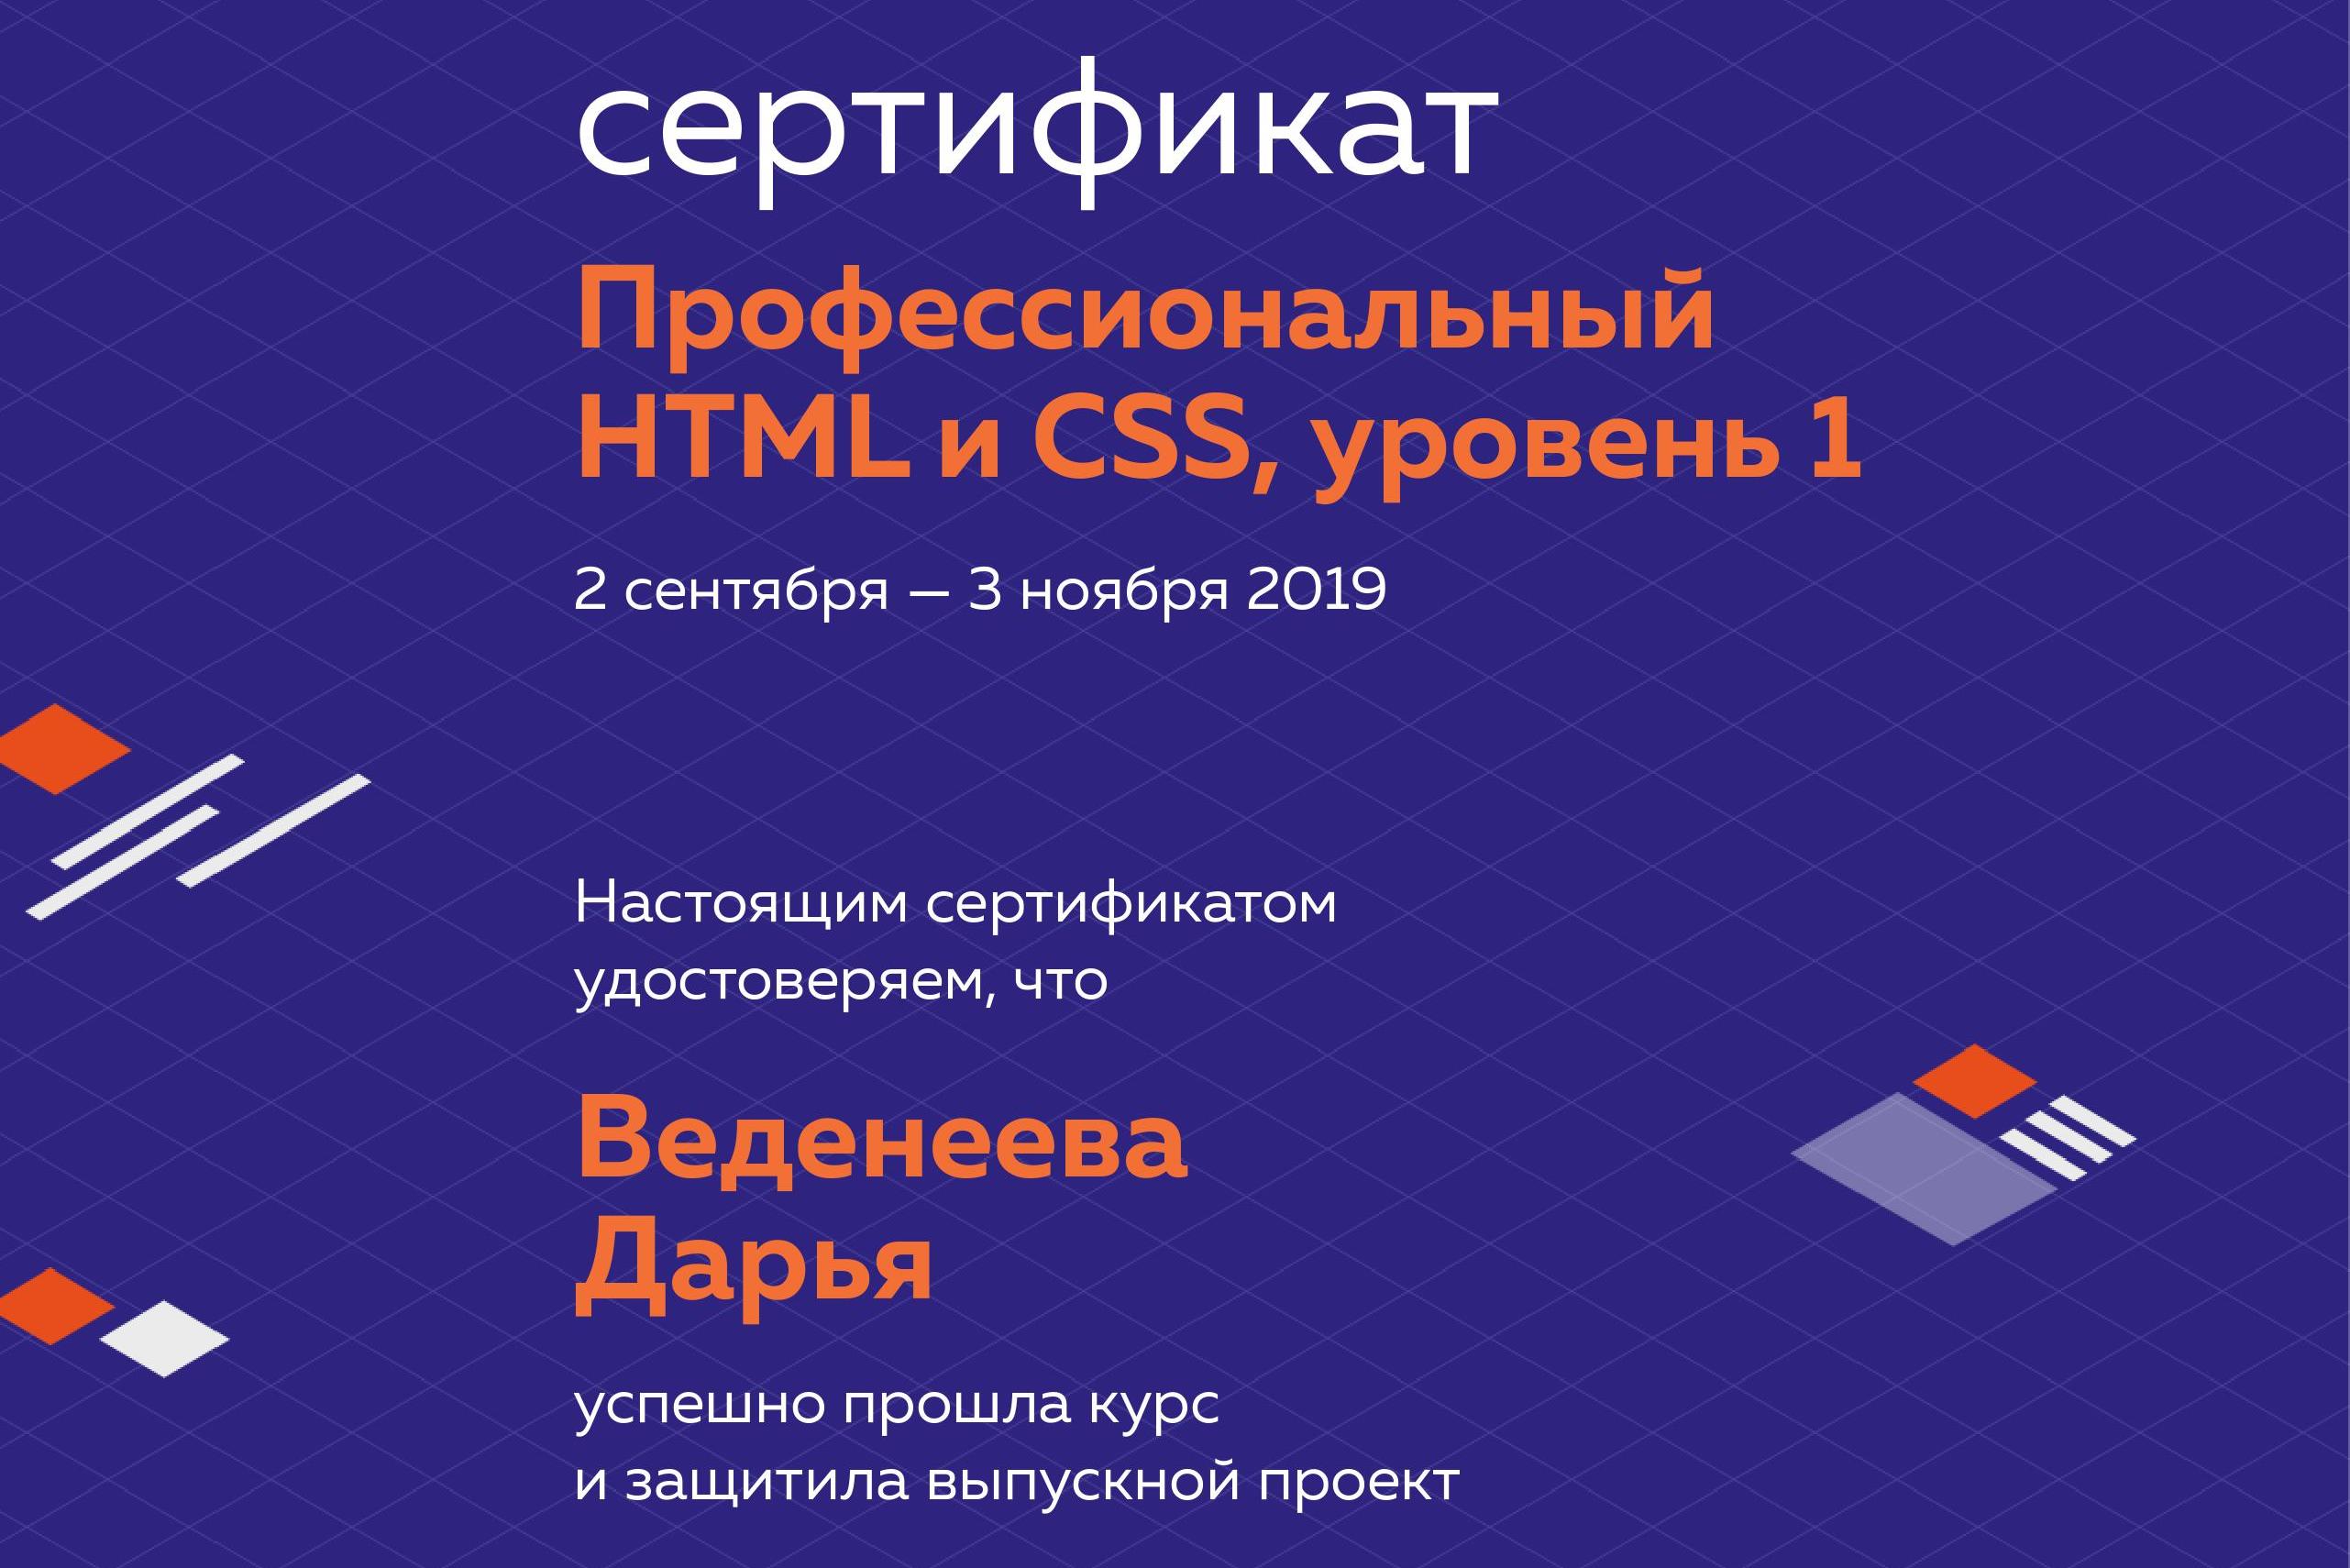 сертификат
Профессиональный
HTML и CSS, уровень 1
2 сентября — 3 ноября 2019
Настоящим сертификатом
удостоверяем, что
Веденеева
Дарья
успешно прошла курс
и защитила выпускной проект